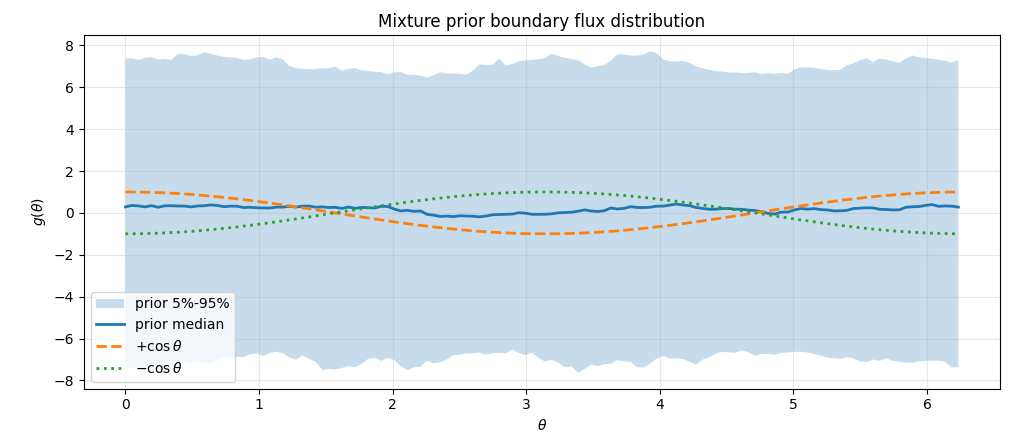 Mixture prior boundary flux distribution
8
6
4
2
0
−2
−4
−6
−8
g(θ)
prior 5%-95%
prior median
+cos θ
−cos θ
0 1 2 3 4 5 6
θ